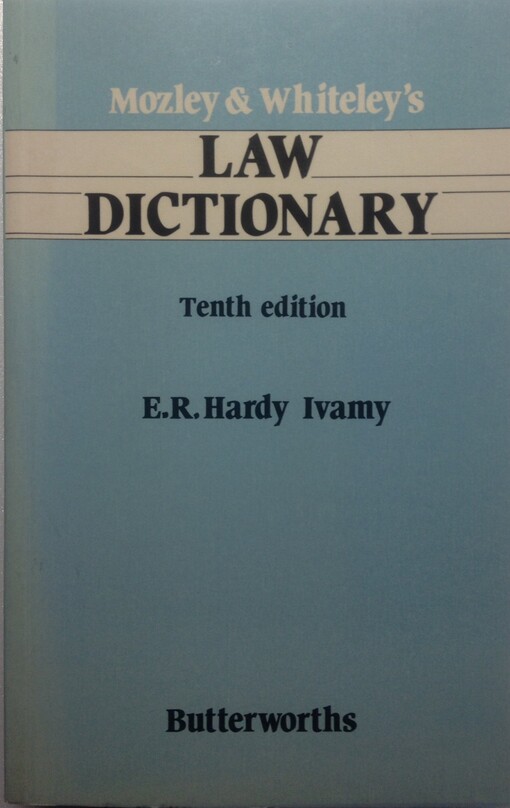 Mozley & Whiteley's
LAW
DICTIONARY
Tenth edition
E.R. Hardy Ivamy
Butterworths